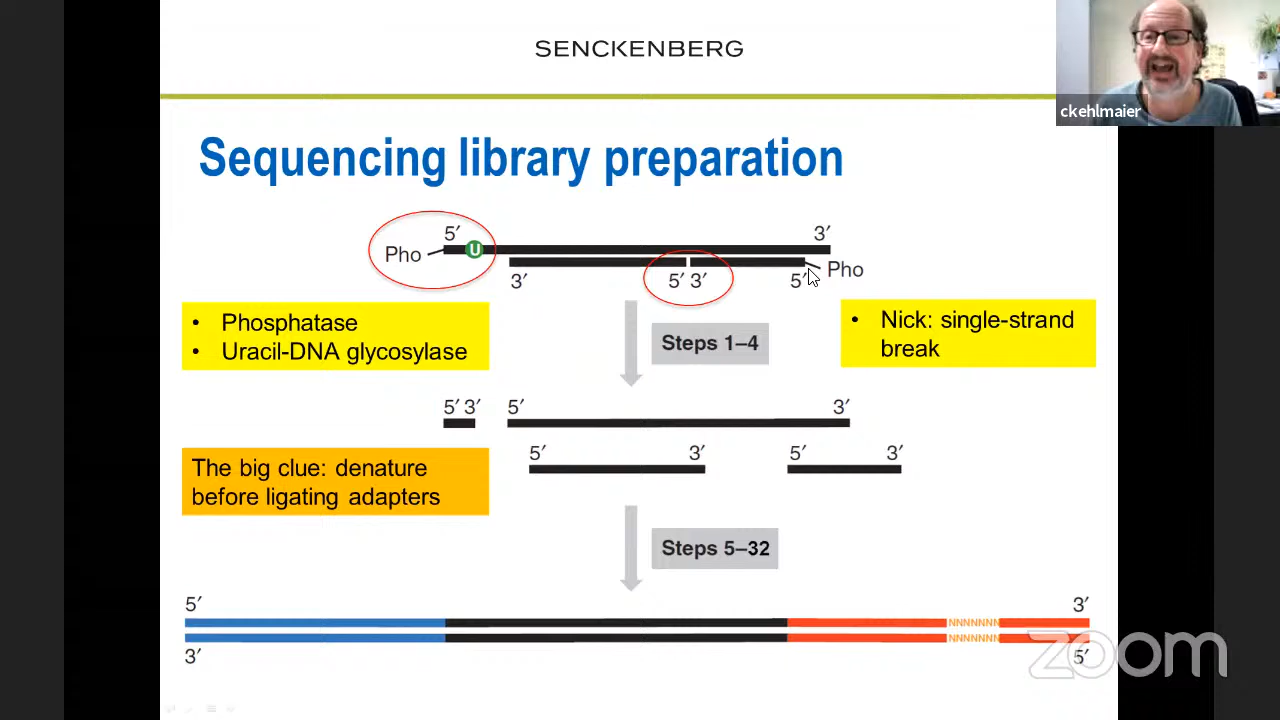 SENCKENBERG
ckehlmaier
Sequencing library preparation
5′ 3′
Pho U
Pho
3′ 5′ 3′ 5′
• Phosphatase
• Uracil-DNA glycosylase
Steps 1–4
• Nick: single-strand
break
5′ 3′ 5′ 3′
5′ 3′ 5′ 3′
The big clue: denature
before ligating adapters
Steps 5–32
5′ 3′
NNNNNNN
NNNNNNN
3′ 5′
zoom